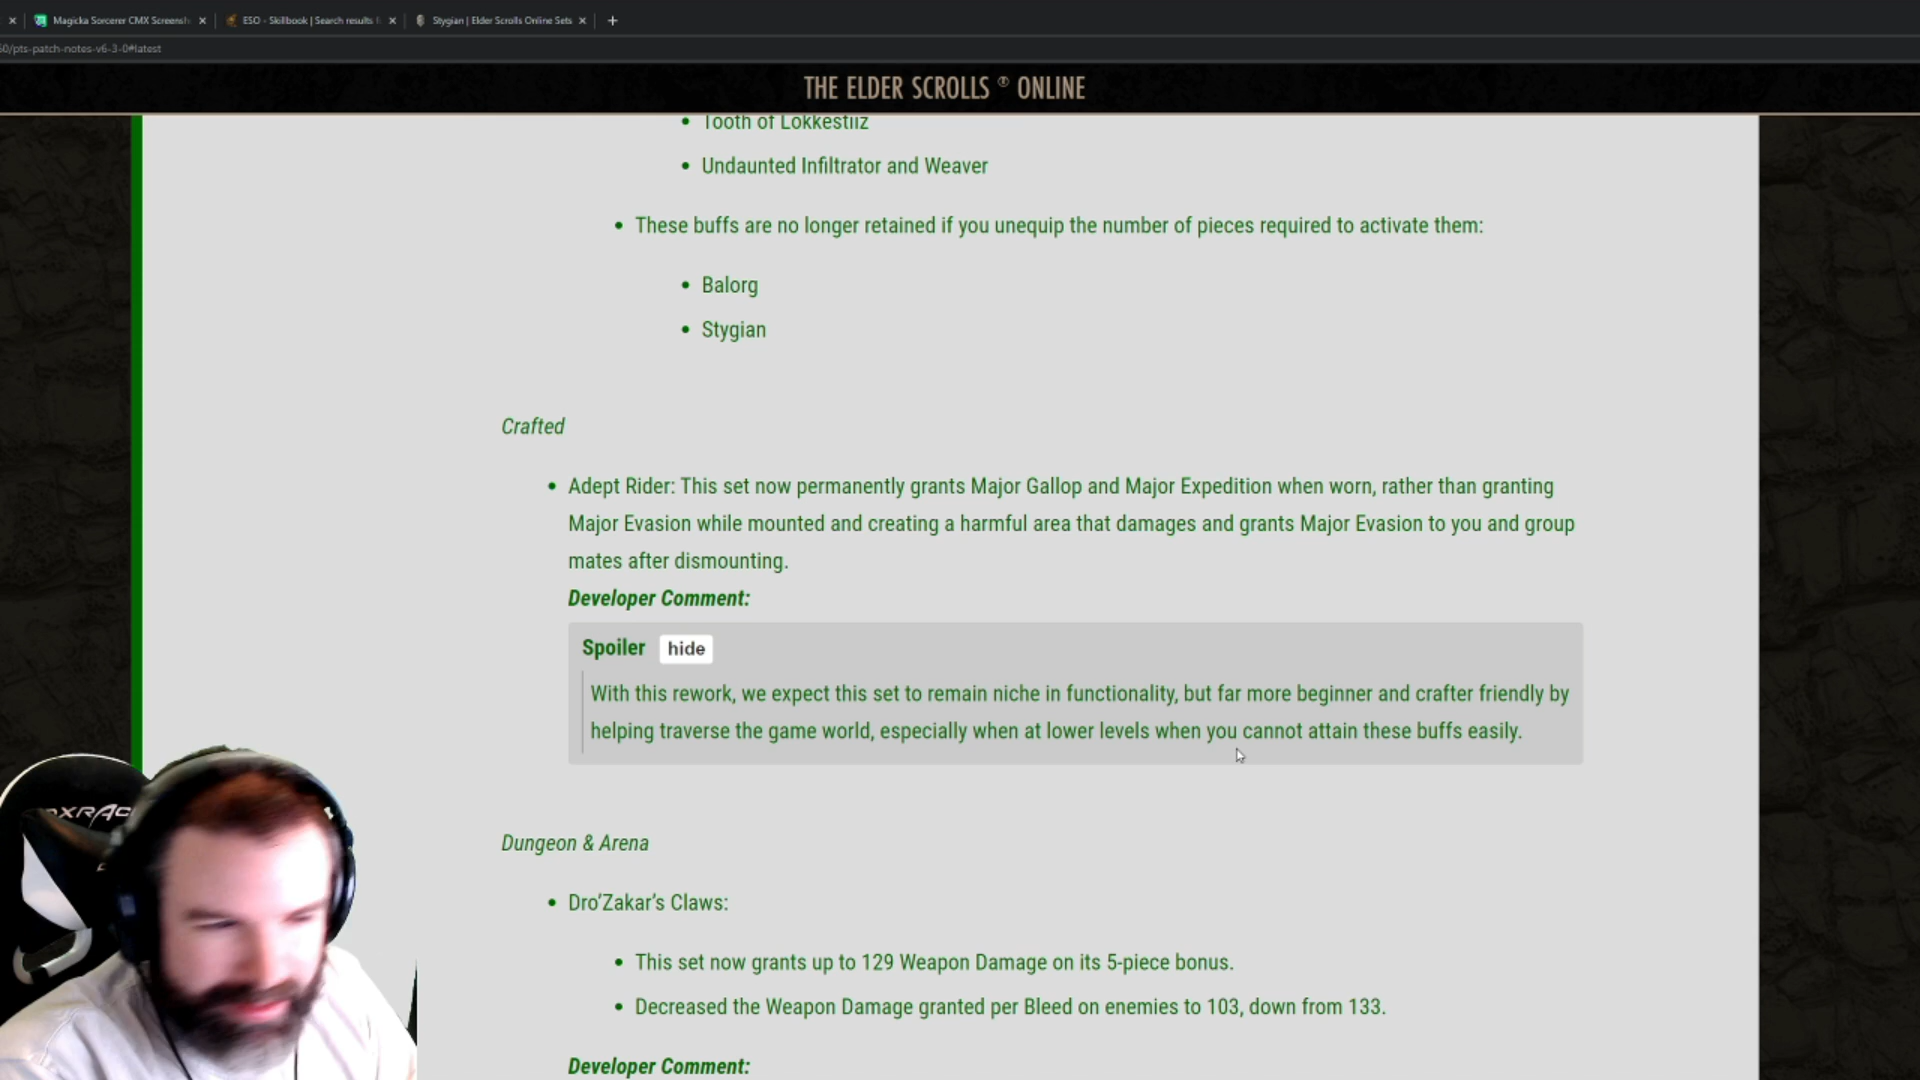 Magicka Sorcerer CMX Screensh
ESO - Skillbook | Search results f
Stygian | Elder Scrolls Online Sets
0/pts-patch-notes-v6-3-0#latest
THE ELDER SCROLLS ® ONLINE
• Tooth of Lokkestiiz
• Undaunted Infiltrator and Weaver
• These buffs are no longer retained if you unequip the number of pieces required to activate them:
• Balorg
• Stygian
Crafted
• Adept Rider: This set now permanently grants Major Gallop and Major Expedition when worn, rather than granting
Major Evasion while mounted and creating a harmful area that damages and grants Major Evasion to you and group
mates after dismounting.
Developer Comment:
Spoiler hide
With this rework, we expect this set to remain niche in functionality, but far more beginner and crafter friendly by
helping traverse the game world, especially when at lower levels when you cannot attain these buffs easily.
DXRAC
Dungeon & Arena
• Dro’Zakar’s Claws:
• This set now grants up to 129 Weapon Damage on its 5-piece bonus.
• Decreased the Weapon Damage granted per Bleed on enemies to 103, down from 133.
Developer Comment: